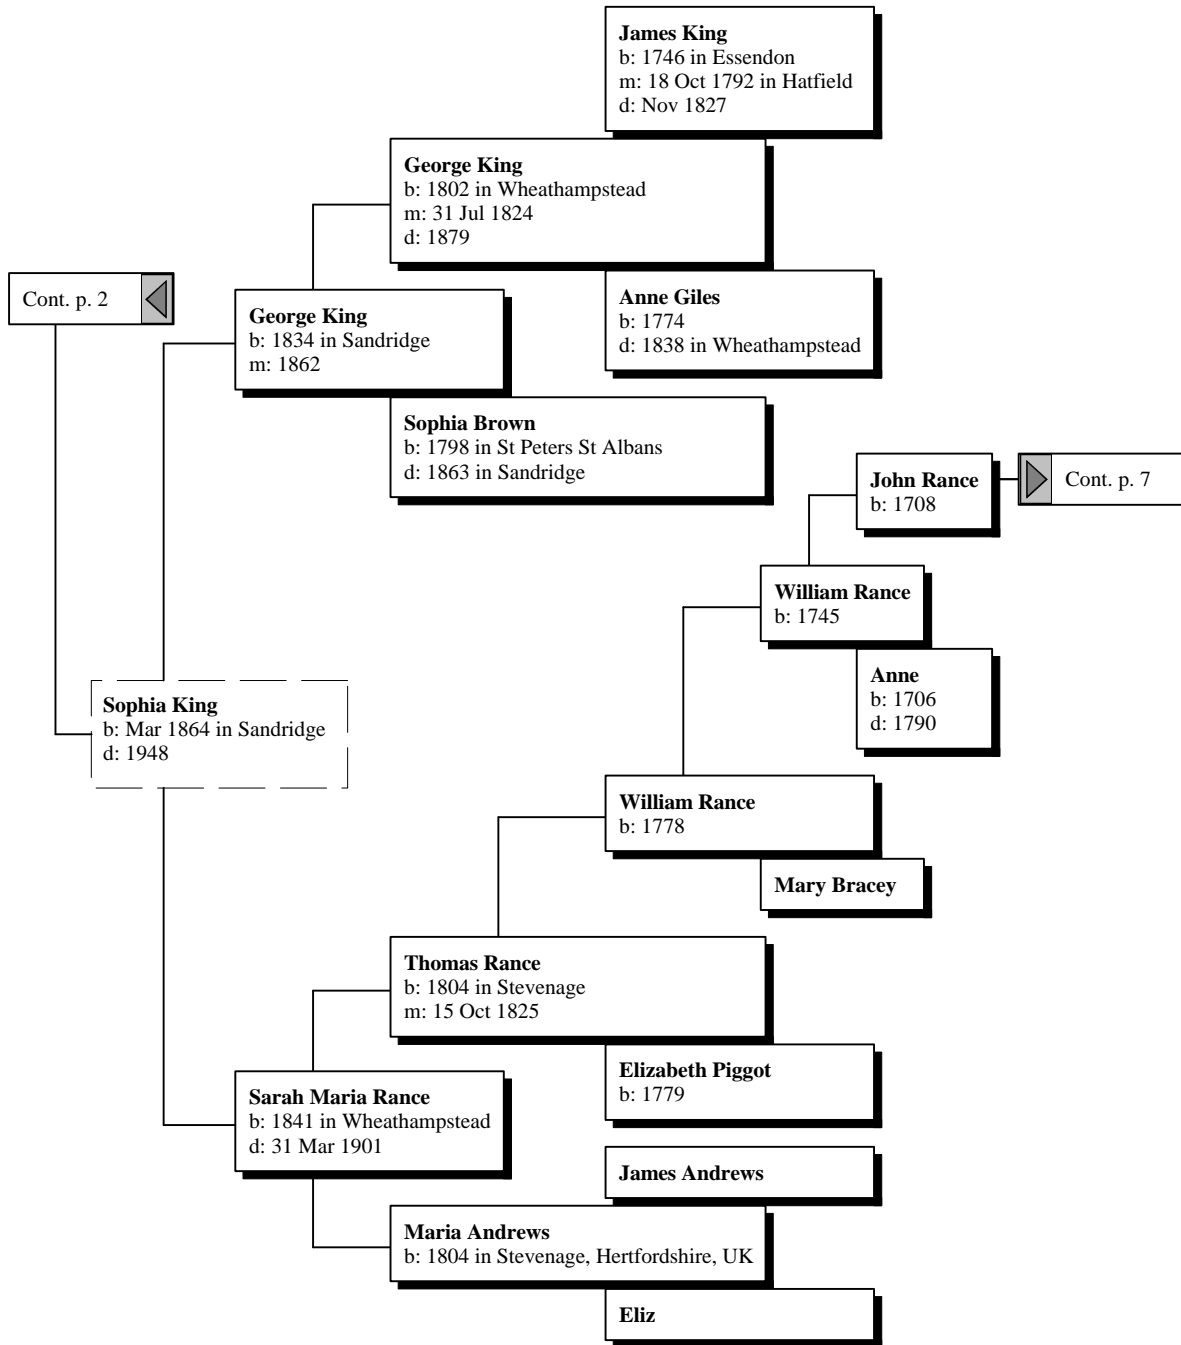 James King
b: 1746 in Essendon
m: 18 Oct 1792 in Hatfield
d: Nov 1827
George King
b: 1802 in Wheathampstead
m: 31 Jul 1824
d: 1879
Cont. p. 2
Anne Giles
b: 1774
d: 1838 in Wheathampstead
George King
b: 1834 in Sandridge
m: 1862
Sophia Brown
b: 1798 in St Peters St Albans
d: 1863 in Sandridge
John Rance
b: 1708
Cont. p. 7
William Rance
b: 1745
Anne
b: 1706
d: 1790
Sophia King
b: Mar 1864 in Sandridge
d: 1948
William Rance
b: 1778
Mary Bracey
Thomas Rance
b: 1804 in Stevenage
m: 15 Oct 1825
Elizabeth Piggot
b: 1779
Sarah Maria Rance
b: 1841 in Wheathampstead
d: 31 Mar 1901
James Andrews
Maria Andrews
b: 1804 in Stevenage, Hertfordshire, UK
Eliz